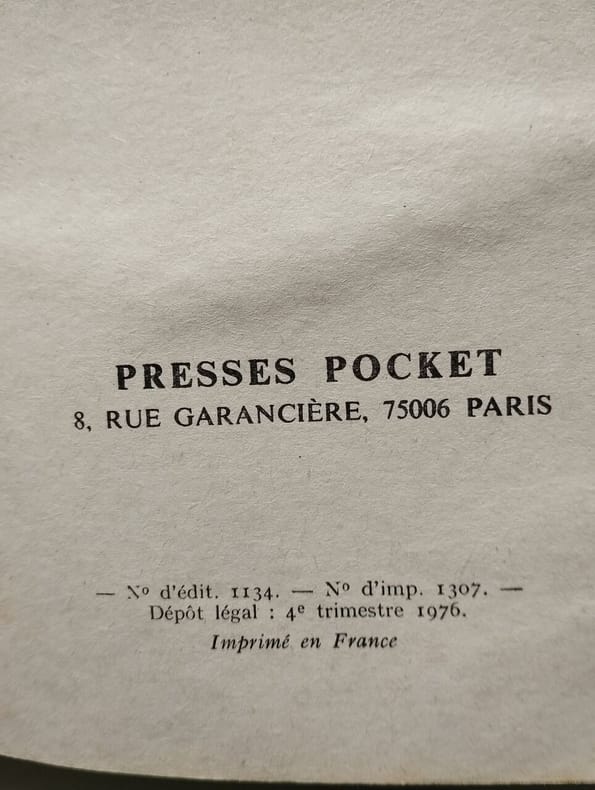 PRESSES POCKET
8, RUE GARANCIÈRE, 75006 PARIS
— Nº d'édit. 1134. — Nº d'imp. 1307. —
Dépôt légal : 4ᵉ trimestre 1976.
Imprimé en France